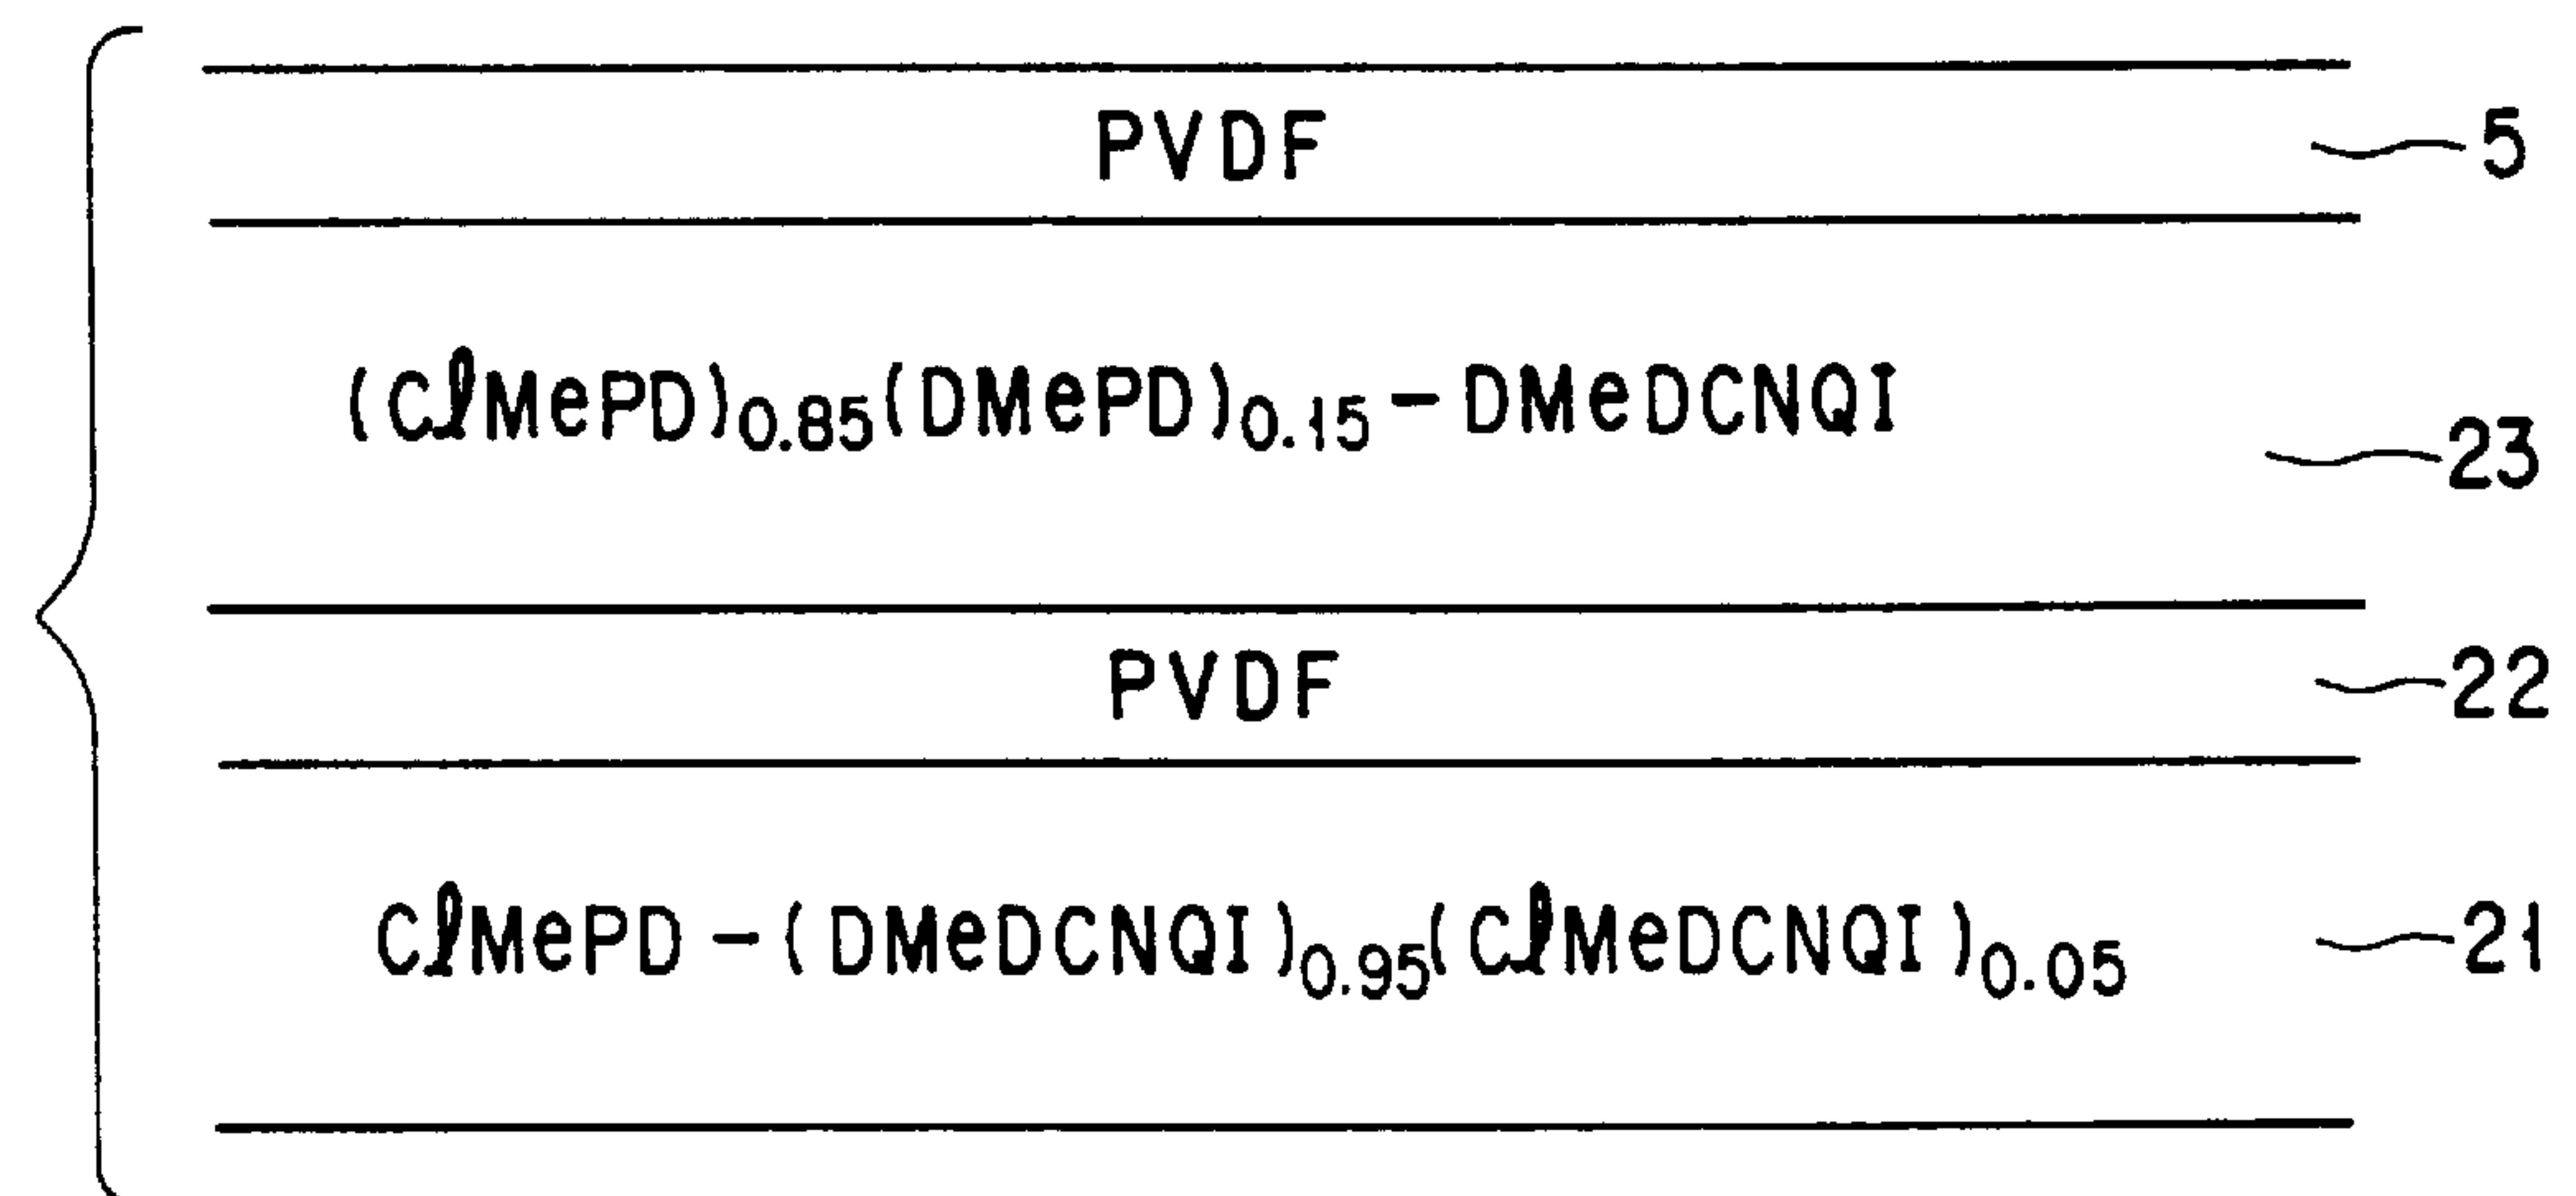 PVDF 5
(ClMePD)0.85(DMePD)0.15-DMeDCNQI
23
PVDF 22
ClMePD-(DMeDCNQI)0.95(ClMeDCNQI)0.05 21